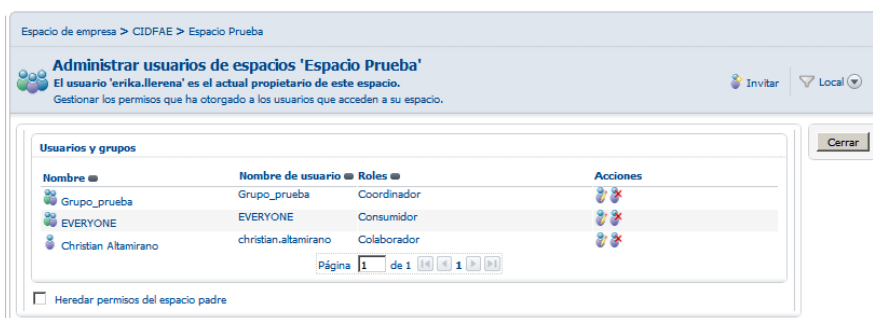 Espacio de empresa > CIDFAE > Espacio Prueba
Administrar usuarios de espacios 'Espacio Prueba'
El usuario 'erika.llerena' es el actual propietario de este espacio.
Gestionar los permisos que ha otorgado a los usuarios que acceden a su espacio.
Invitar
Local
Cerrar
Usuarios y grupos
Nombre Nombre de usuario Roles Acciones
Grupo_prueba Grupo_prueba Coordinador
EVERYONE EVERYONE Consumidor
Christian Altamirano christian.altamirano Colaborador
Página 1 de 1 1
Heredar permisos del espacio padre